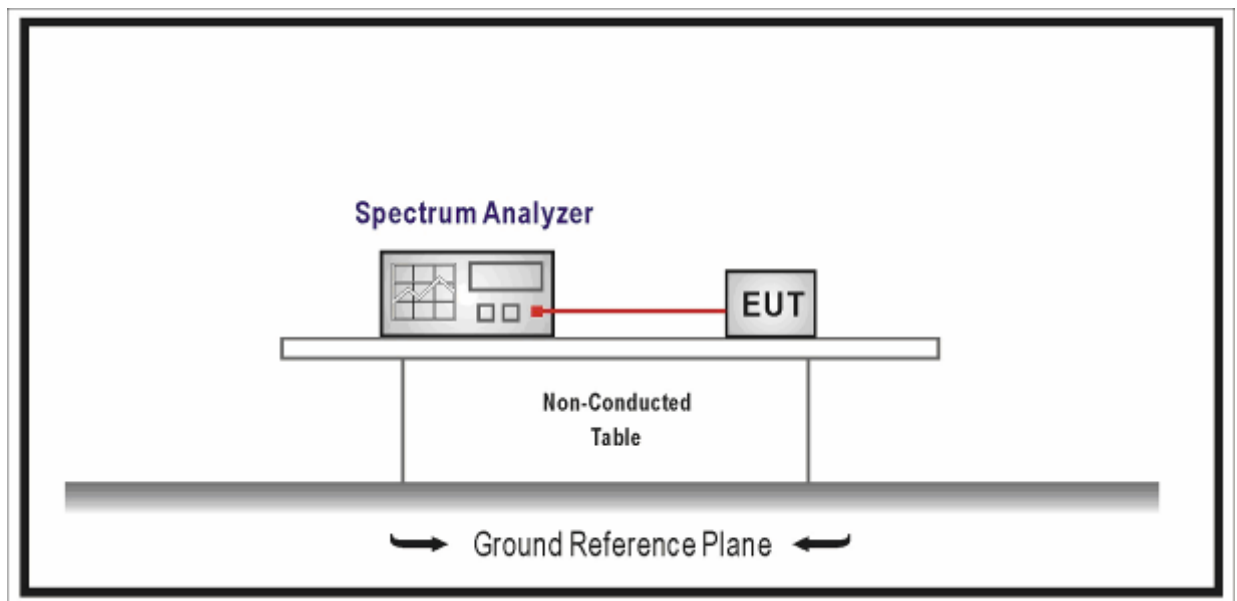 Spectrum Analyzer
EUT
Non-Conducted
Table
Ground Reference Plane